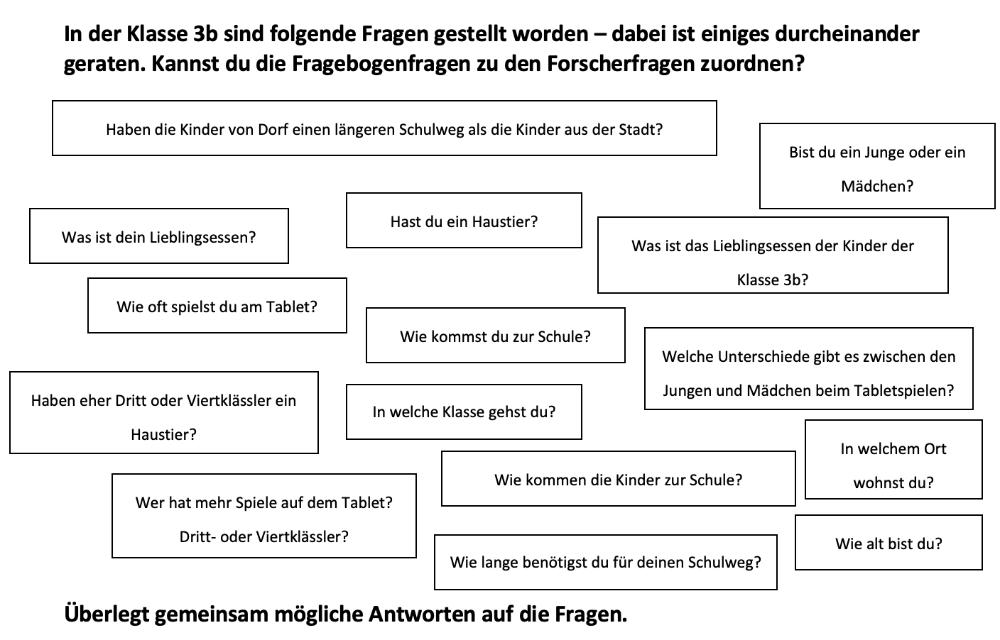 In der Klasse 3b sind folgende Fragen gestellt worden – dabei ist einiges durcheinander
geraten. Kannst du die Fragebogenfragen zu den Forscherfragen zuordnen?
Haben die Kinder von Dorf einen längeren Schulweg als die Kinder aus der Stadt?
Bist du ein Junge oder ein
Mädchen?
Hast du ein Haustier?
Was ist dein Lieblingsessen?
Was ist das Lieblingsessen der Kinder der
Klasse 3b?
Wie oft spielst du am Tablet?
Wie kommst du zur Schule?
Welche Unterschiede gibt es zwischen den
Jungen und Mädchen beim Tabletspielen?
Haben eher Dritt oder Viertklässler ein
Haustier?
In welche Klasse gehst du?
In welchem Ort
wohnst du?
Wie kommen die Kinder zur Schule?
Wer hat mehr Spiele auf dem Tablet?
Dritt- oder Viertklässler?
Wie alt bist du?
Wie lange benötigst du für deinen Schulweg?
Überlegt gemeinsam mögliche Antworten auf die Fragen.